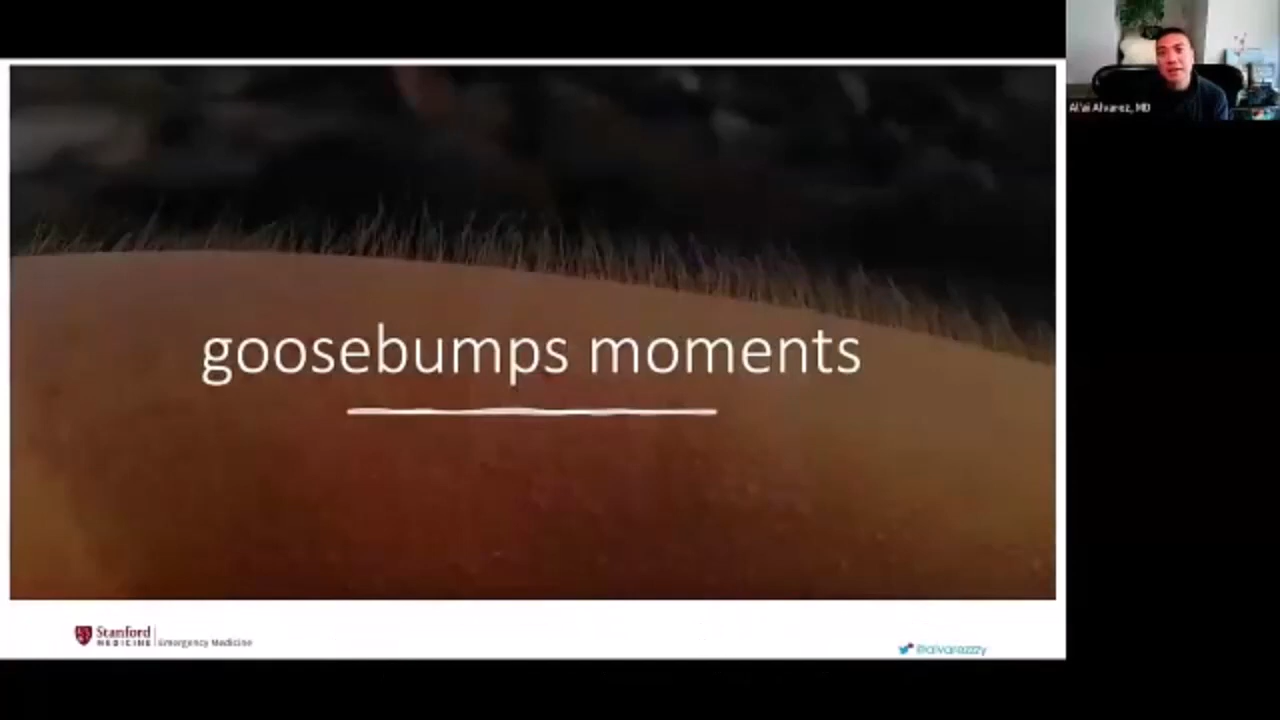 goosebumps moments
Al'ai Alvarez, MD
Stanford
MEDICINE
Emergency Medicine
@alvarezzzy